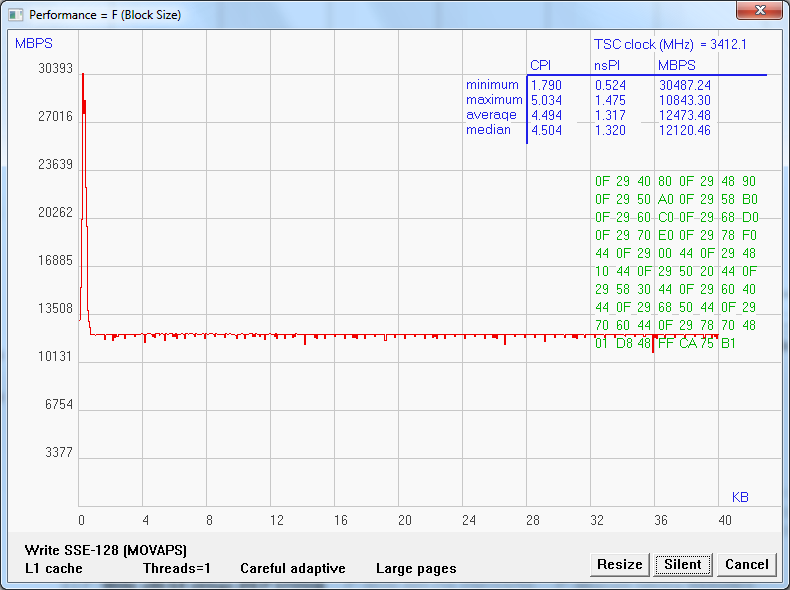 Performance = F (Block Size)
MBPS
TSC clock (MHz) = 3412.1
CPI nsPI MBPS
minimum 1.790 0.524 30487.24
maximum 5.034 1.475 10843.30
average 4.494 1.317 12473.48
median 4.504 1.320 12120.46
30393
27016
23639
20262
16885
13508
10131
6754
3377
0F 29 40 80 0F 29 48 90
0F 29 50 A0 0F 29 58 B0
0F 29 60 C0 0F 29 68 D0
0F 29 70 E0 0F 29 78 F0
44 0F 29 00 44 0F 29 48
10 44 0F 29 50 20 44 0F
29 58 30 44 0F 29 60 40
44 0F 29 68 50 44 0F 29
70 60 44 0F 29 78 70 48
01 D8 48 FF CA 75 B1
KB
0 4 8 12 16 20 24 28 32 36 40
Write SSE-128 (MOVAPS)
L1 cache Threads=1 Careful adaptive Large pages
Resize Silent Cancel